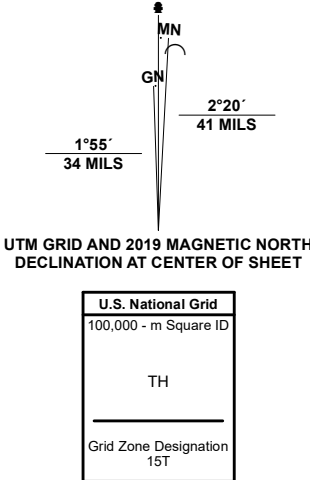 MN
GN
2°20´
41 MILS
1°55´
34 MILS
UTM GRID AND 2019 MAGNETIC NORTH
DECLINATION AT CENTER OF SHEET
U.S. National Grid
100,000 - m Square ID
TH
Grid Zone Designation
15T